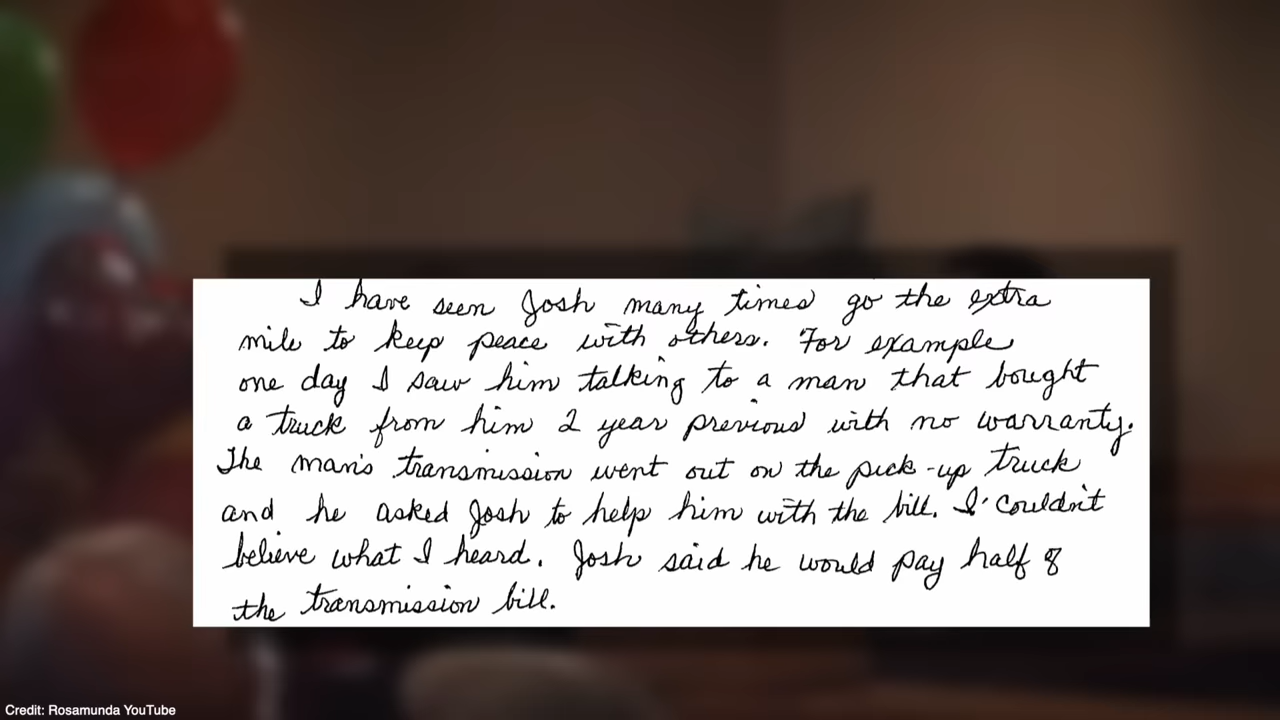 I have seen Josh many times go the extra
mile to keep peace with others. For example
one day I saw him talking to a man that bought
a truck from him 2 year previous with no warranty.
The man's transmission went out on the pick-up truck
and he asked Josh to help him with the bill. I couldn't
believe what I heard. Josh said he would pay half of
the transmission bill.
Credit: Rosamunda YouTube